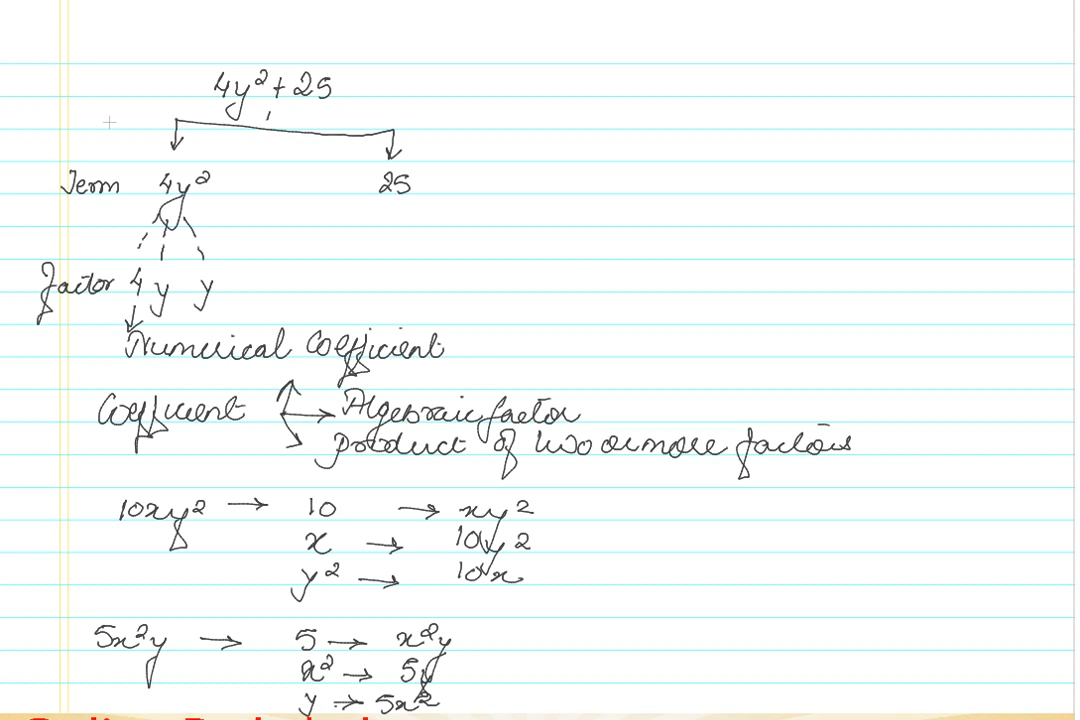 4y²+25
Term 4y² 25
Factor 4 y y
Numerical Coefficient
Coefficient Algebraic factor
product of two or more factors
10xy² → 10 → xy²
x → 10y²
y² → 10x
5x²y → 5 → x²y
x² → 5y
y → 5x²